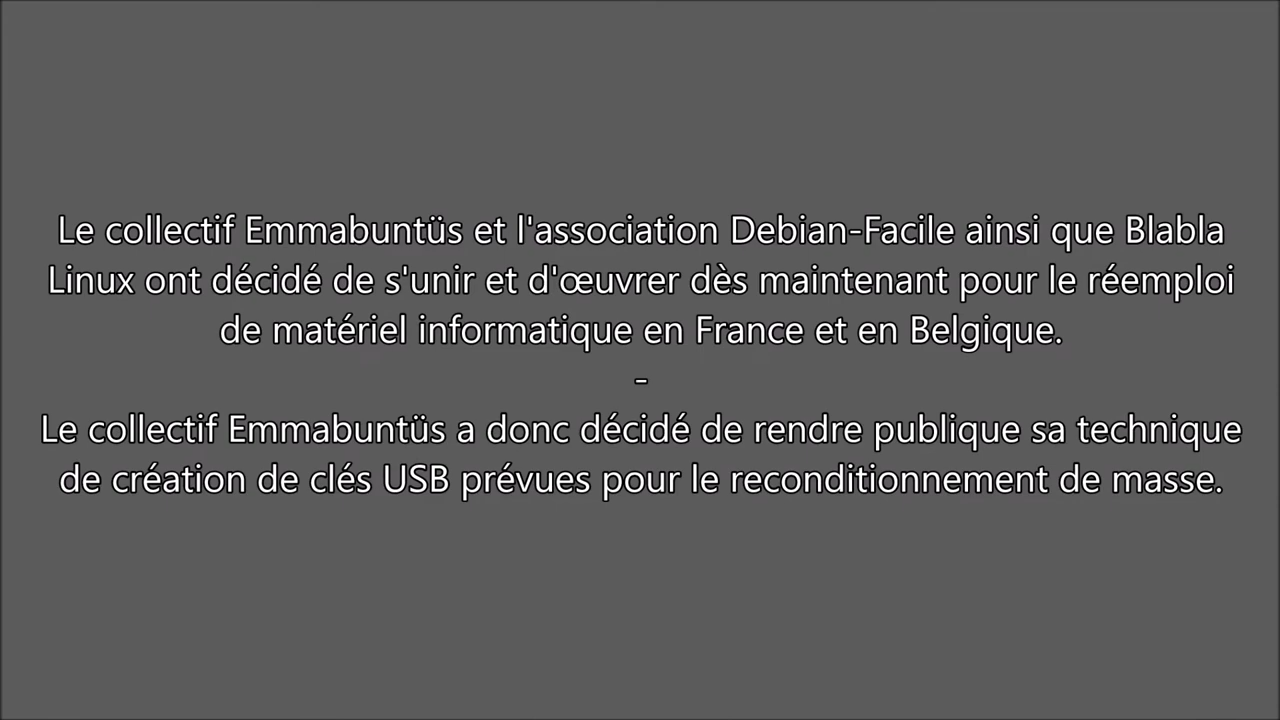 Le collectif Emmabuntüs et l'association Debian-Facile ainsi que Blabla
Linux ont décidé de s'unir et d'œuvrer dès maintenant pour le réemploi
de matériel informatique en France et en Belgique.
-
Le collectif Emmabuntüs a donc décidé de rendre publique sa technique
de création de clés USB prévues pour le reconditionnement de masse.